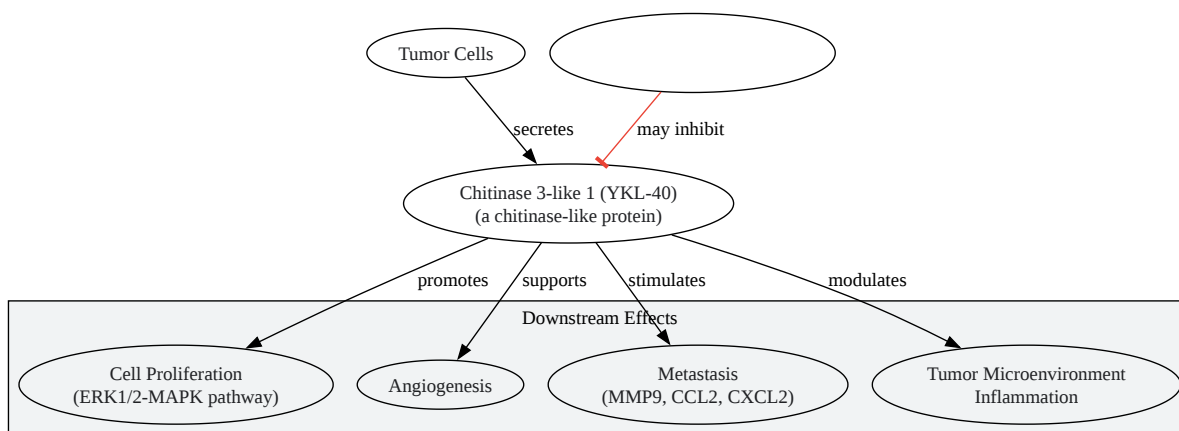 Tumor Cells
secretes
may inhibit
Chitinase 3-like 1 (YKL-40)
(a chitinase-like protein)
promotes
supports
stimulates
modulates
Downstream Effects
Cell Proliferation
(ERK1/2-MAPK pathway)
Angiogenesis
Metastasis
(MMP9, CCL2, CXCL2)
Tumor Microenvironment
Inflammation